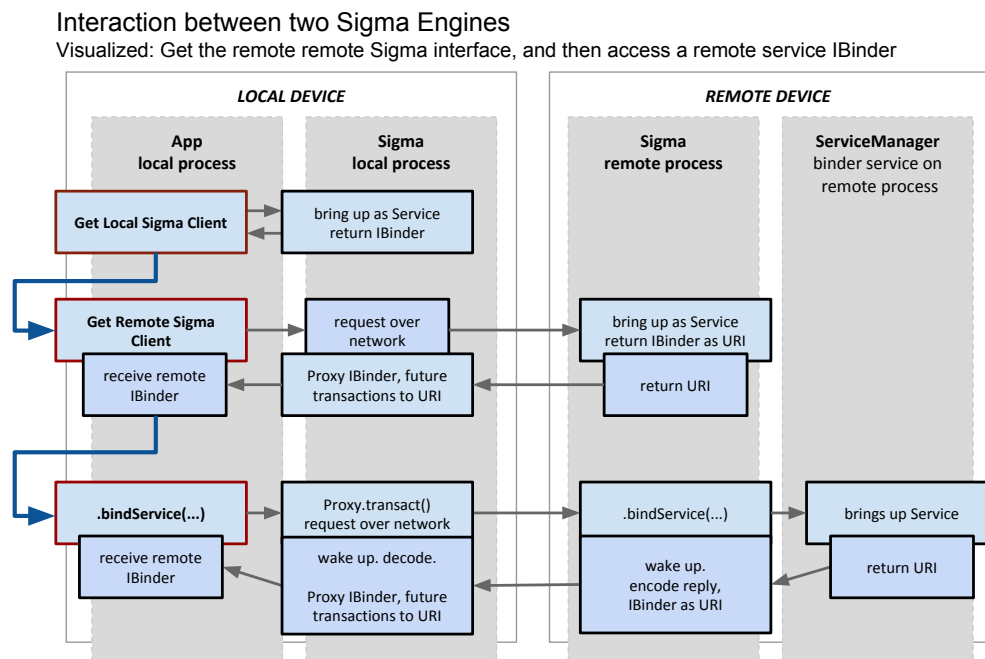 Interaction between two Sigma Engines
Visualized: Get the remote remote Sigma interface, and then access a remote service IBinder
LOCAL DEVICE
REMOTE DEVICE
App
local process
Sigma
local process
Sigma
remote process
ServiceManager
binder service on
remote process
Get Local Sigma Client
bring up as Service
return IBinder
Get Remote Sigma
Client
request over
network
bring up as Service
return IBinder as URI
receive remote
IBinder
Proxy IBinder, future
transactions to URI
return URI
.bindService(...)
Proxy.transact()
request over network
.bindService(...)
brings up Service
receive remote
IBinder
wake up. decode.
Proxy IBinder, future
transactions to URI
wake up.
encode reply,
IBinder as URI
return URI